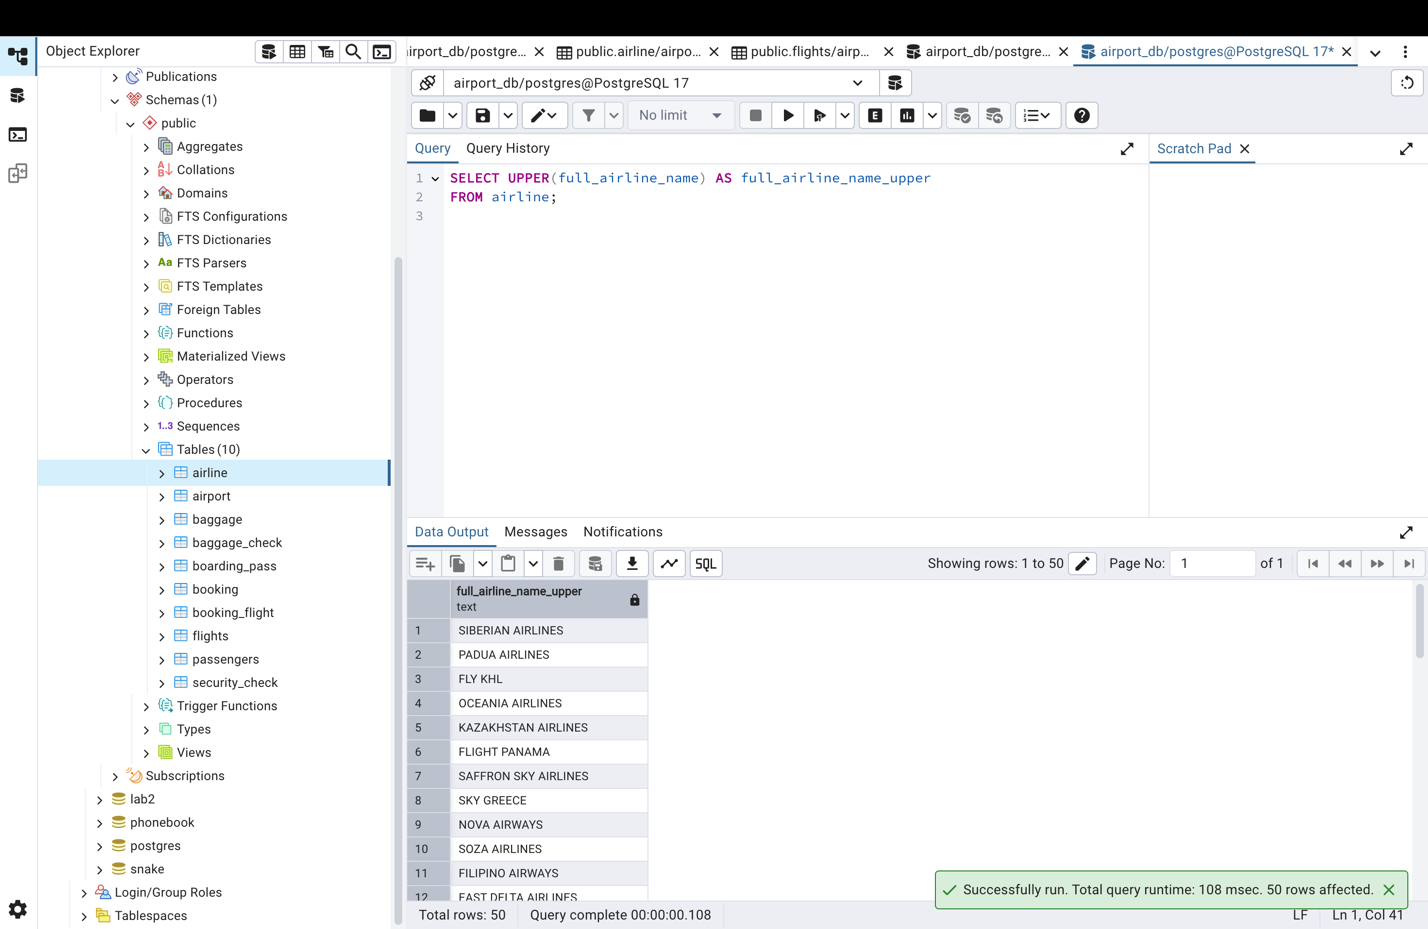 Object Explorer
irport_db/postgre...
public.airline/airpo...
public.flights/airp...
airport_db/postgre...
airport_db/postgres@PostgreSQL 17*
Publications
Schemas (1)
public
Aggregates
Collations
Domains
FTS Configurations
FTS Dictionaries
Aa FTS Parsers
FTS Templates
Foreign Tables
Functions
Materialized Views
Operators
Procedures
1..3 Sequences
Tables (10)
airline
airport
baggage
baggage_check
boarding_pass
booking
booking_flight
flights
passengers
security_check
Trigger Functions
Types
Views
Subscriptions
lab2
phonebook
postgres
snake
Login/Group Roles
Tablespaces
airport_db/postgres@PostgreSQL 17
No limit
E
Query
Query History
Scratch Pad
1 SELECT UPPER(full_airline_name) AS full_airline_name_upper
2 FROM airline;
3
Data Output
Messages
Notifications
SQL
Showing rows: 1 to 50
Page No: 1 of 1
full_airline_name_upper
text
1 SIBERIAN AIRLINES
2 PADUA AIRLINES
3 FLY KHL
4 OCEANIA AIRLINES
5 KAZAKHSTAN AIRLINES
6 FLIGHT PANAMA
7 SAFFRON SKY AIRLINES
8 SKY GREECE
9 NOVA AIRWAYS
10 SOZA AIRLINES
11 FILIPINO AIRWAYS
12 EAST DELTA AIRLINES
Successfully run. Total query runtime: 108 msec. 50 rows affected.
Total rows: 50
Query complete 00:00:00.108
LF
Ln 1, Col 41